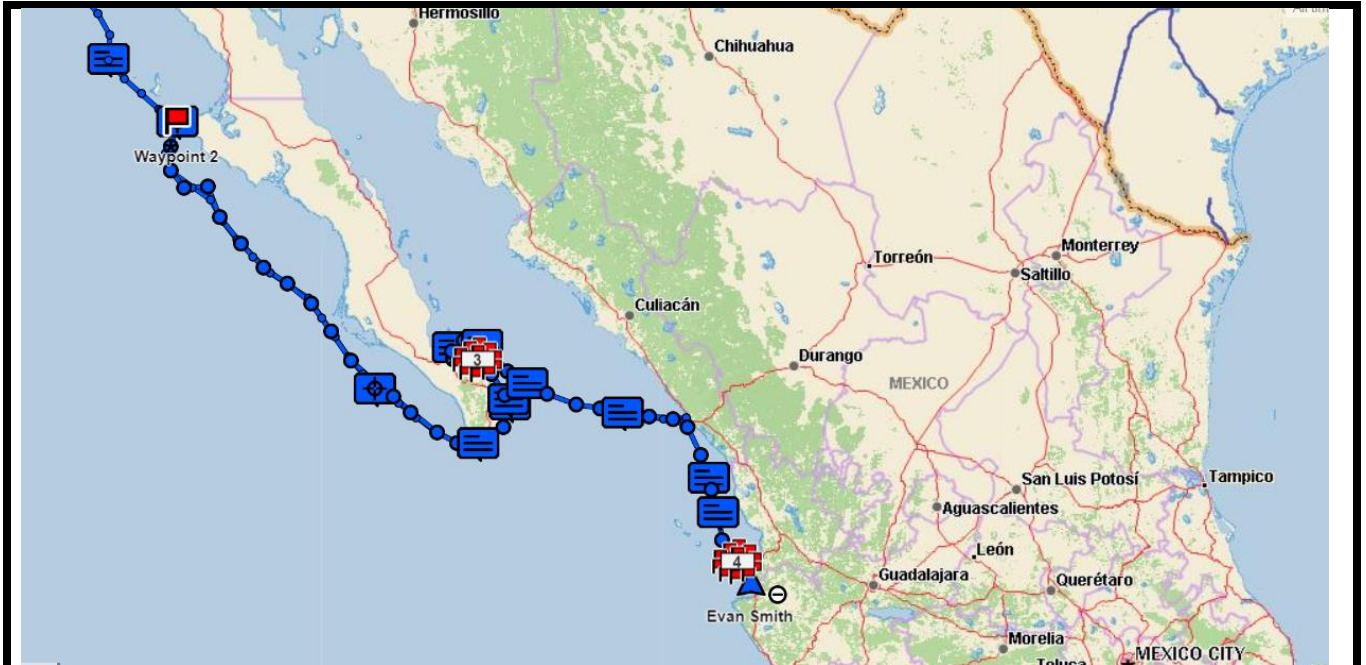 Hermosillo
Chihuahua
Waypoint 2
Monterrey
Torreón
Saltillo
Culiacán
3
Durango
MEXICO
San Luis Potosí
Tampico
Aguascalientes
León
4
Guadalajara
Querétaro
Evan Smith
Morelia
MEXICO CITY
Toluca